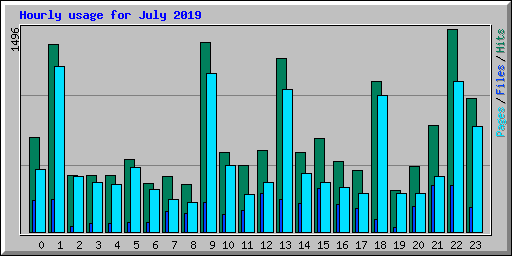 Hourly usage for July 2019
1496
Pages/Files/Hits
0 1 2 3 4 5 6 7 8 9 10 11 12 13 14 15 16 17 18 19 20 21 22 23